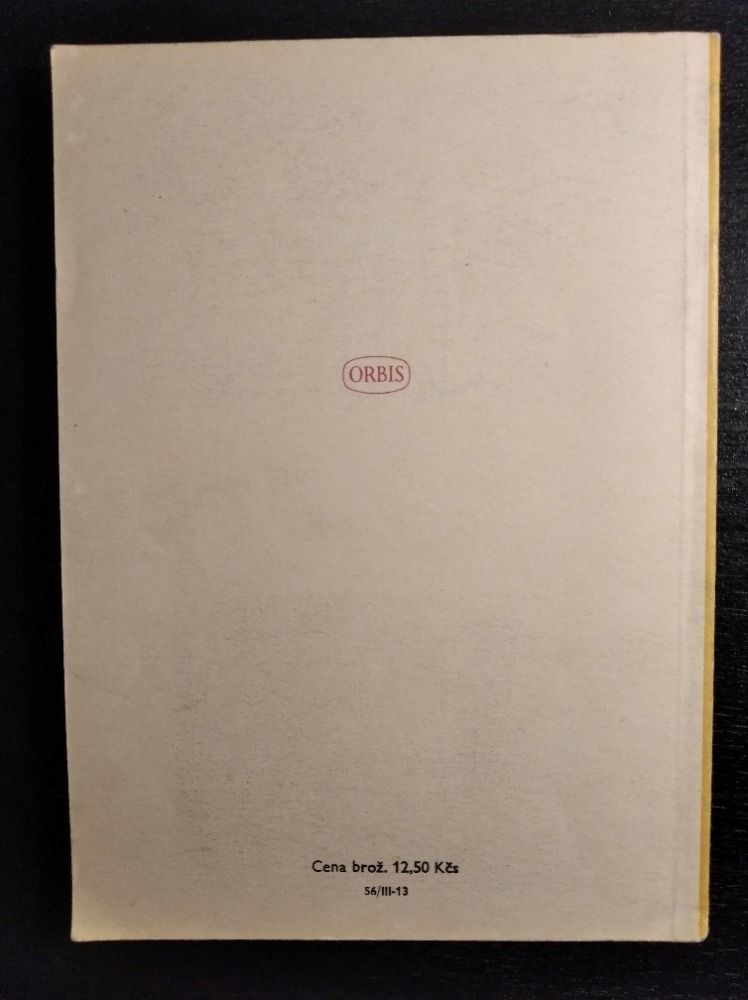 ORBIS
Cena brož. 12,50 Kčs
56/III-13